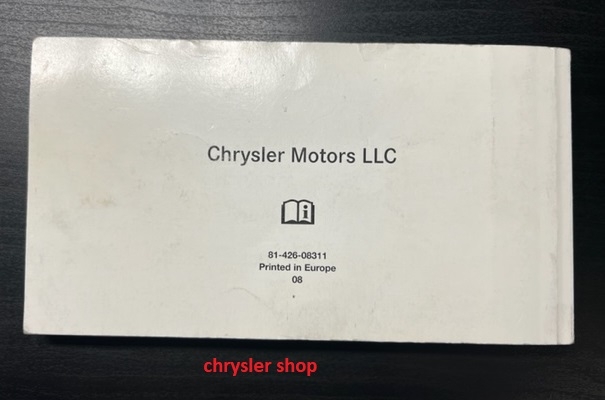 Chrysler Motors LLC
i
81-426-08311
Printed in Europe
08
chrysler shop